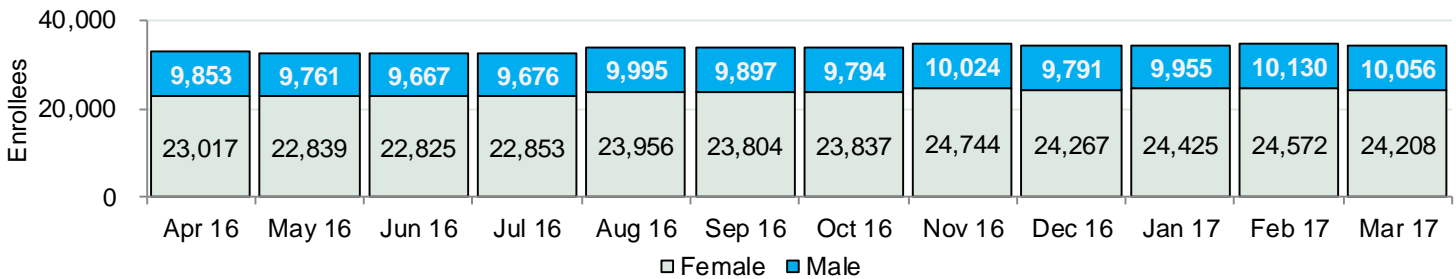 40,000
20,000
0
Enrollees
9,853 9,761 9,667 9,676 9,995 9,897 9,794 10,024 9,791 9,955 10,130 10,056
23,017 22,839 22,825 22,853 23,956 23,804 23,837 24,744 24,267 24,425 24,572 24,208
Apr 16 May 16 Jun 16 Jul 16 Aug 16 Sep 16 Oct 16 Nov 16 Dec 16 Jan 17 Feb 17 Mar 17
Female Male